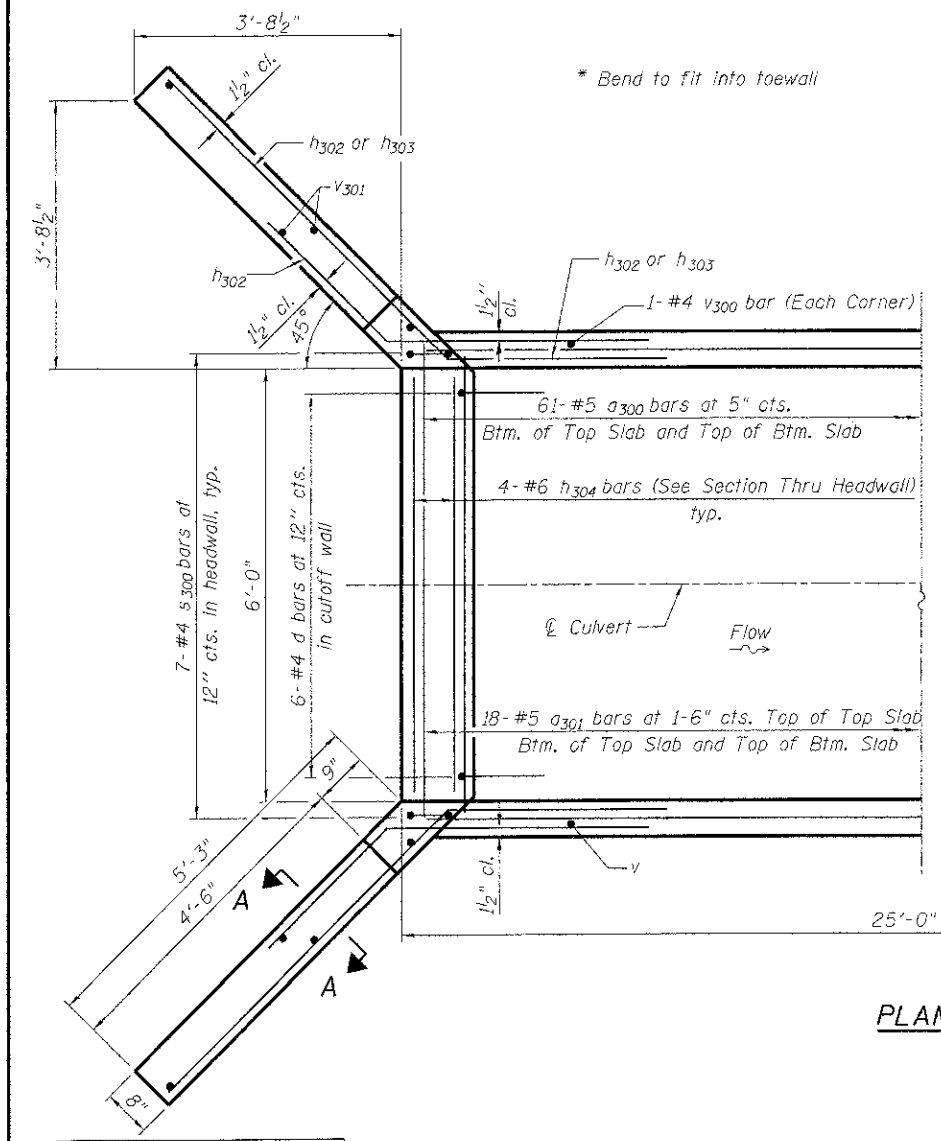 3'-8½"
* Bend to fit into toewall
1½" cl.
h302 or h303
v301
3'-8½"
h302
1½" cl.
45°
h302 or h303
1½" cl.
1-#4 v300 bar (Each Corner)
61-#5 a300 bars at 5" cts.
Btm. of Top Slab and Top of Btm. Slab
4-#6 h304 bars (See Section Thru Headwall)
typ.
7-#4 s300 bars at
12" cts. in headwall, typ.
6'-0"
6-#4 d bars at 12" cts.
in cutoff wall
℄ Culvert
Flow
18-#5 a301 bars at 1-6" cts. Top of Top Slab
Btm. of Top Slab and Top of Btm. Slab
9"
5'-3"
4'-6"
A
A
1½" cl.
v
25'-0"
8"
PLAN